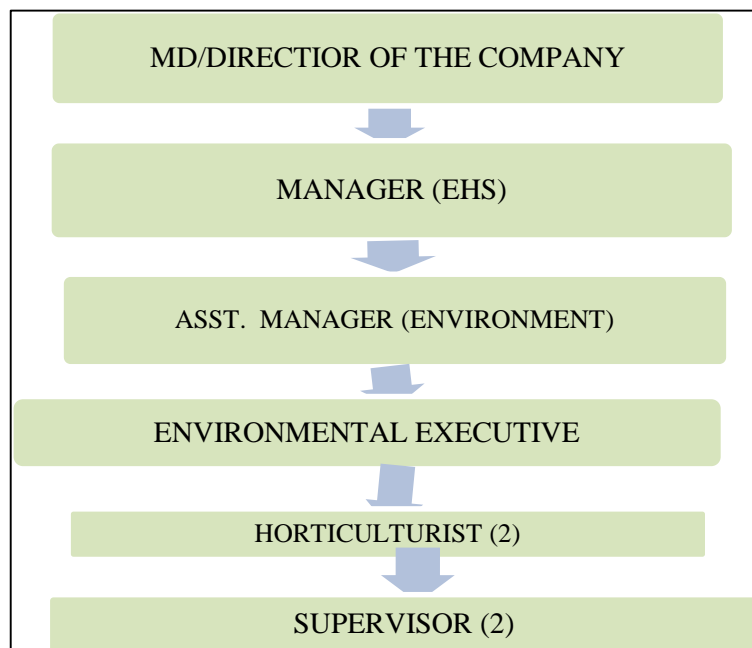 MD/DIRECTIOR OF THE COMPANY
MANAGER (EHS)
ASST. MANAGER (ENVIRONMENT)
ENVIRONMENTAL EXECUTIVE
HORTICULTURIST (2)
SUPERVISOR (2)